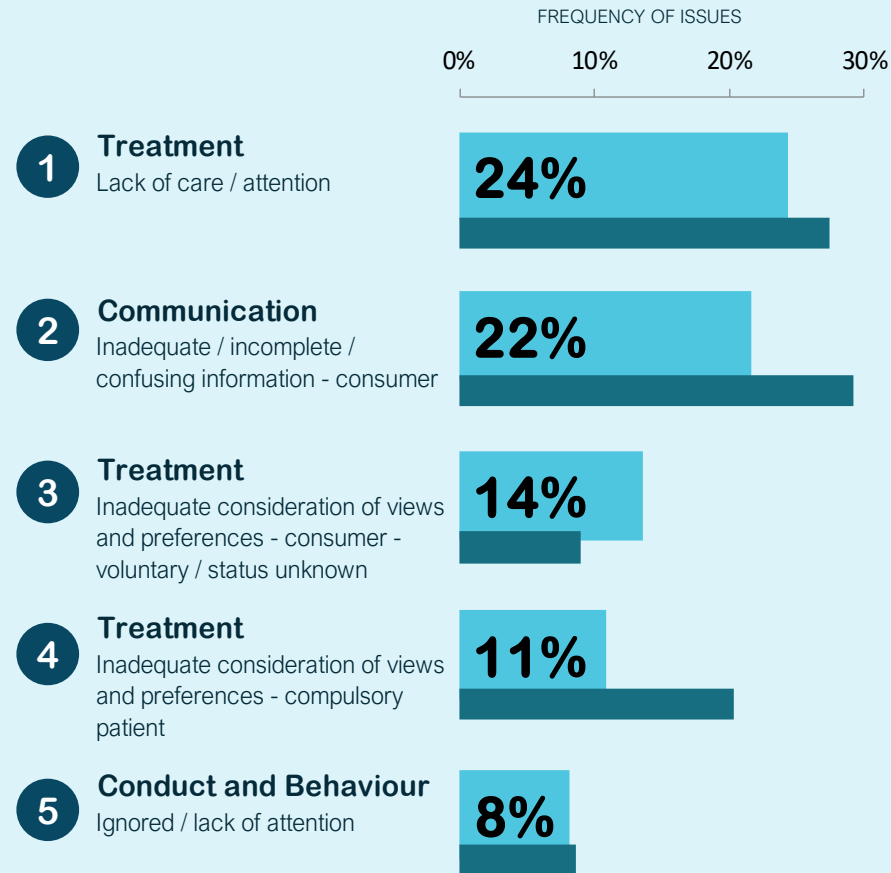 FREQUENCY OF ISSUES
0% 10% 20% 30%
1
Treatment
Lack of care / attention
24%
2
Communication
Inadequate / incomplete /
confusing information - consumer
22%
3
Treatment
Inadequate consideration of views
and preferences - consumer -
voluntary / status unknown
14%
4
Treatment
Inadequate consideration of views
and preferences - compulsory
patient
11%
5
Conduct and Behaviour
Ignored / lack of attention
8%